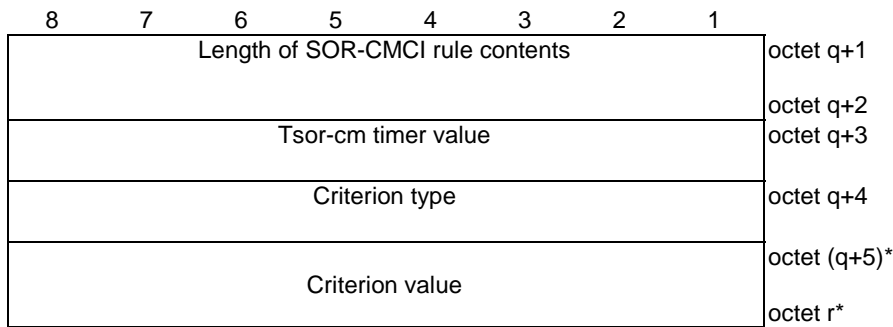 8 7 6 5 4 3 2 1
Length of SOR-CMCI rule contents octet q+1
octet q+2
Tsor-cm timer value octet q+3
Criterion type octet q+4
octet (q+5)*
Criterion value
octet r*